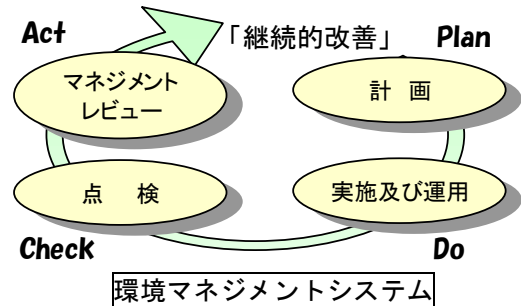 Act
「継続的改善」
Plan
マネジメント
レビュー
計 画
点 検
実施及び運用
Check
Do
環境マネジメントシステム